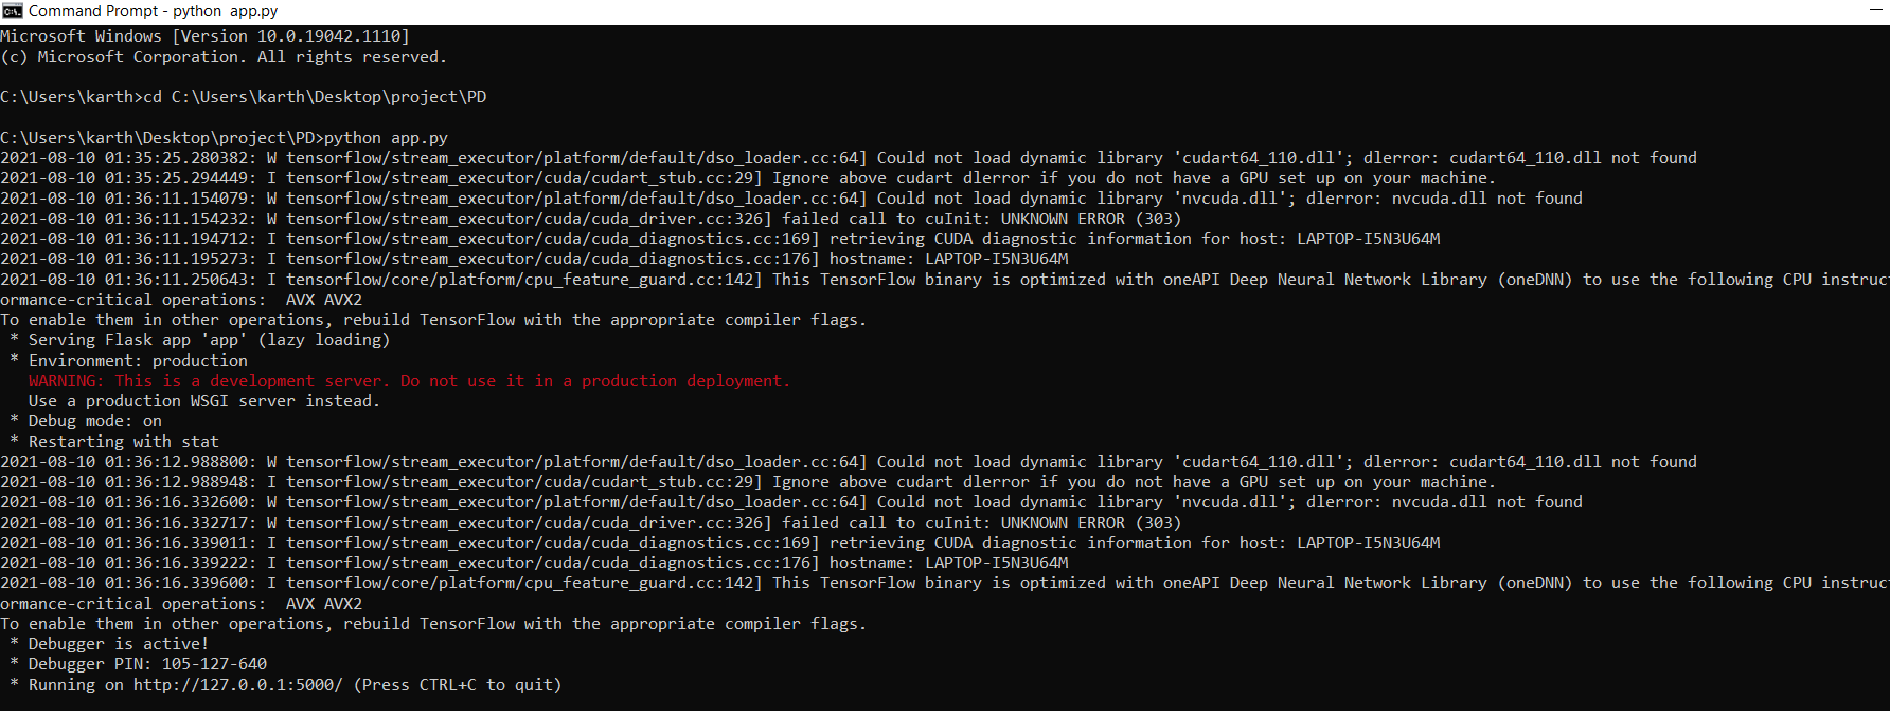 Command Prompt - python  app.py
Microsoft Windows [Version 10.0.19042.1110]
(c) Microsoft Corporation. All rights reserved.
C:\Users\karth>cd C:\Users\karth\Desktop\project\PD
C:\Users\karth\Desktop\project\PD>python app.py
2021-08-10 01:35:25.280382: W tensorflow/stream_executor/platform/default/dso_loader.cc:64] Could not load dynamic library 'cudart64_110.dll'; dlerror: cudart64_110.dll not found
2021-08-10 01:35:25.294449: I tensorflow/stream_executor/cuda/cudart_stub.cc:29] Ignore above cudart dlerror if you do not have a GPU set up on your machine.
2021-08-10 01:36:11.154079: W tensorflow/stream_executor/platform/default/dso_loader.cc:64] Could not load dynamic library 'nvcuda.dll'; dlerror: nvcuda.dll not found
2021-08-10 01:36:11.154232: W tensorflow/stream_executor/cuda/cuda_driver.cc:326] failed call to cuInit: UNKNOWN ERROR (303)
2021-08-10 01:36:11.194712: I tensorflow/stream_executor/cuda/cuda_diagnostics.cc:169] retrieving CUDA diagnostic information for host: LAPTOP-I5N3U64M
2021-08-10 01:36:11.195273: I tensorflow/stream_executor/cuda/cuda_diagnostics.cc:176] hostname: LAPTOP-I5N3U64M
2021-08-10 01:36:11.250643: I tensorflow/core/platform/cpu_feature_guard.cc:142] This TensorFlow binary is optimized with oneAPI Deep Neural Network Library (oneDNN) to use the following CPU instruct
ormance-critical operations:  AVX AVX2
To enable them in other operations, rebuild TensorFlow with the appropriate compiler flags.
 * Serving Flask app 'app' (lazy loading)
 * Environment: production
   WARNING: This is a development server. Do not use it in a production deployment.
   Use a production WSGI server instead.
 * Debug mode: on
 * Restarting with stat
2021-08-10 01:36:12.988800: W tensorflow/stream_executor/platform/default/dso_loader.cc:64] Could not load dynamic library 'cudart64_110.dll'; dlerror: cudart64_110.dll not found
2021-08-10 01:36:12.988948: I tensorflow/stream_executor/cuda/cudart_stub.cc:29] Ignore above cudart dlerror if you do not have a GPU set up on your machine.
2021-08-10 01:36:16.332600: W tensorflow/stream_executor/platform/default/dso_loader.cc:64] Could not load dynamic library 'nvcuda.dll'; dlerror: nvcuda.dll not found
2021-08-10 01:36:16.332717: W tensorflow/stream_executor/cuda/cuda_driver.cc:326] failed call to cuInit: UNKNOWN ERROR (303)
2021-08-10 01:36:16.339011: I tensorflow/stream_executor/cuda/cuda_diagnostics.cc:169] retrieving CUDA diagnostic information for host: LAPTOP-I5N3U64M
2021-08-10 01:36:16.339222: I tensorflow/stream_executor/cuda/cuda_diagnostics.cc:176] hostname: LAPTOP-I5N3U64M
2021-08-10 01:36:16.339600: I tensorflow/core/platform/cpu_feature_guard.cc:142] This TensorFlow binary is optimized with oneAPI Deep Neural Network Library (oneDNN) to use the following CPU instruct
ormance-critical operations:  AVX AVX2
To enable them in other operations, rebuild TensorFlow with the appropriate compiler flags.
 * Debugger is active!
 * Debugger PIN: 105-127-640
 * Running on http://127.0.0.1:5000/ (Press CTRL+C to quit)